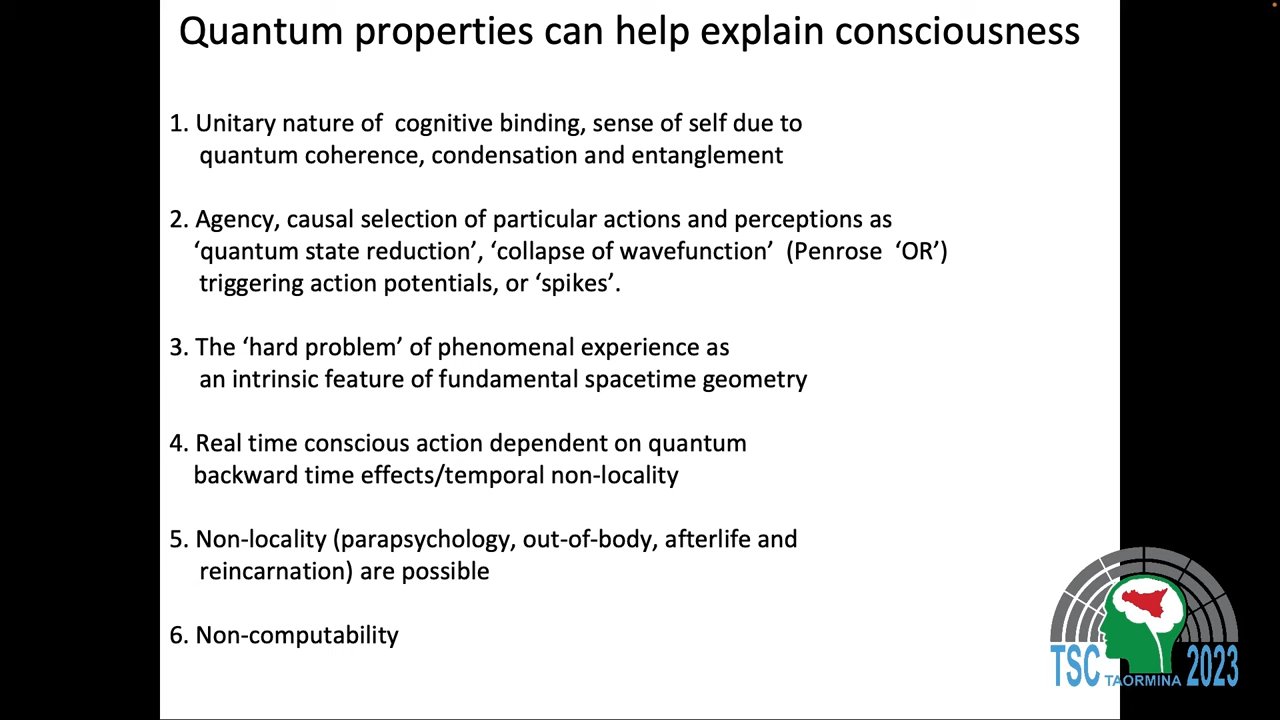 Quantum properties can help explain consciousness
1. Unitary nature of cognitive binding, sense of self due to
quantum coherence, condensation and entanglement
2. Agency, causal selection of particular actions and perceptions as
‘quantum state reduction’, ‘collapse of wavefunction’ (Penrose ‘OR’)
triggering action potentials, or ‘spikes’.
3. The ‘hard problem’ of phenomenal experience as
an intrinsic feature of fundamental spacetime geometry
4. Real time conscious action dependent on quantum
backward time effects/temporal non-locality
5. Non-locality (parapsychology, out-of-body, afterlife and
reincarnation) are possible
6. Non-computability
TSC TAORMINA 2023